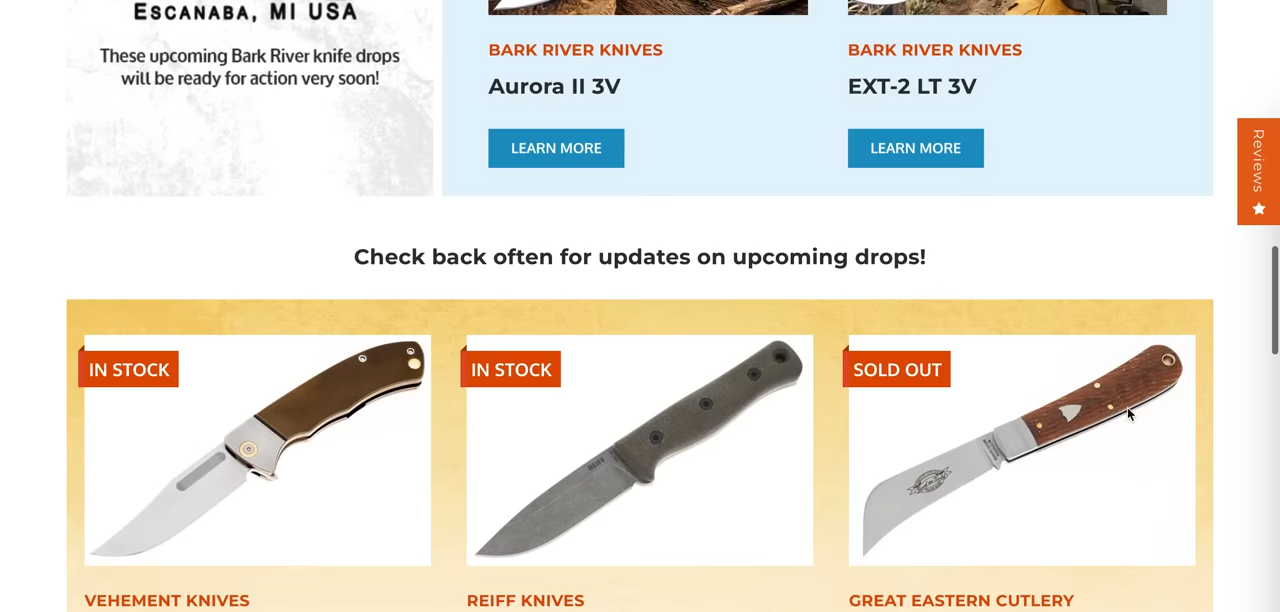 ESCANABA, MI USA
These upcoming Bark River knife drops
will be ready for action very soon!
BARK RIVER KNIVES
Aurora II 3V
LEARN MORE
BARK RIVER KNIVES
EXT-2 LT 3V
LEARN MORE
Reviews
Check back often for updates on upcoming drops!
IN STOCK
VEHEMENT KNIVES
IN STOCK
REIFF
REIFF KNIVES
SOLD OUT
GREAT EASTERN CUTLERY